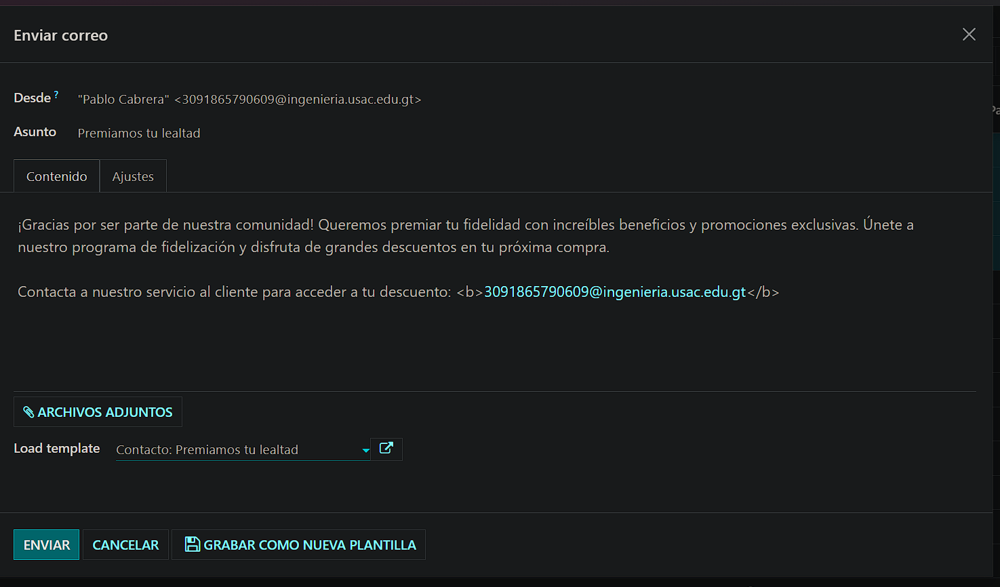 Enviar correo
Desde ? "Pablo Cabrera" <3091865790609@ingenieria.usac.edu.gt>
Asunto Premiamos tu lealtad
Contenido Ajustes
¡Gracias por ser parte de nuestra comunidad! Queremos premiar tu fidelidad con increíbles beneficios y promociones exclusivas. Únete a
nuestro programa de fidelización y disfruta de grandes descuentos en tu próxima compra.
Contacta a nuestro servicio al cliente para acceder a tu descuento: <b>3091865790609@ingenieria.usac.edu.gt</b>
ARCHIVOS ADJUNTOS
Load template Contacto: Premiamos tu lealtad
ENVIAR CANCELAR GRABAR COMO NUEVA PLANTILLA